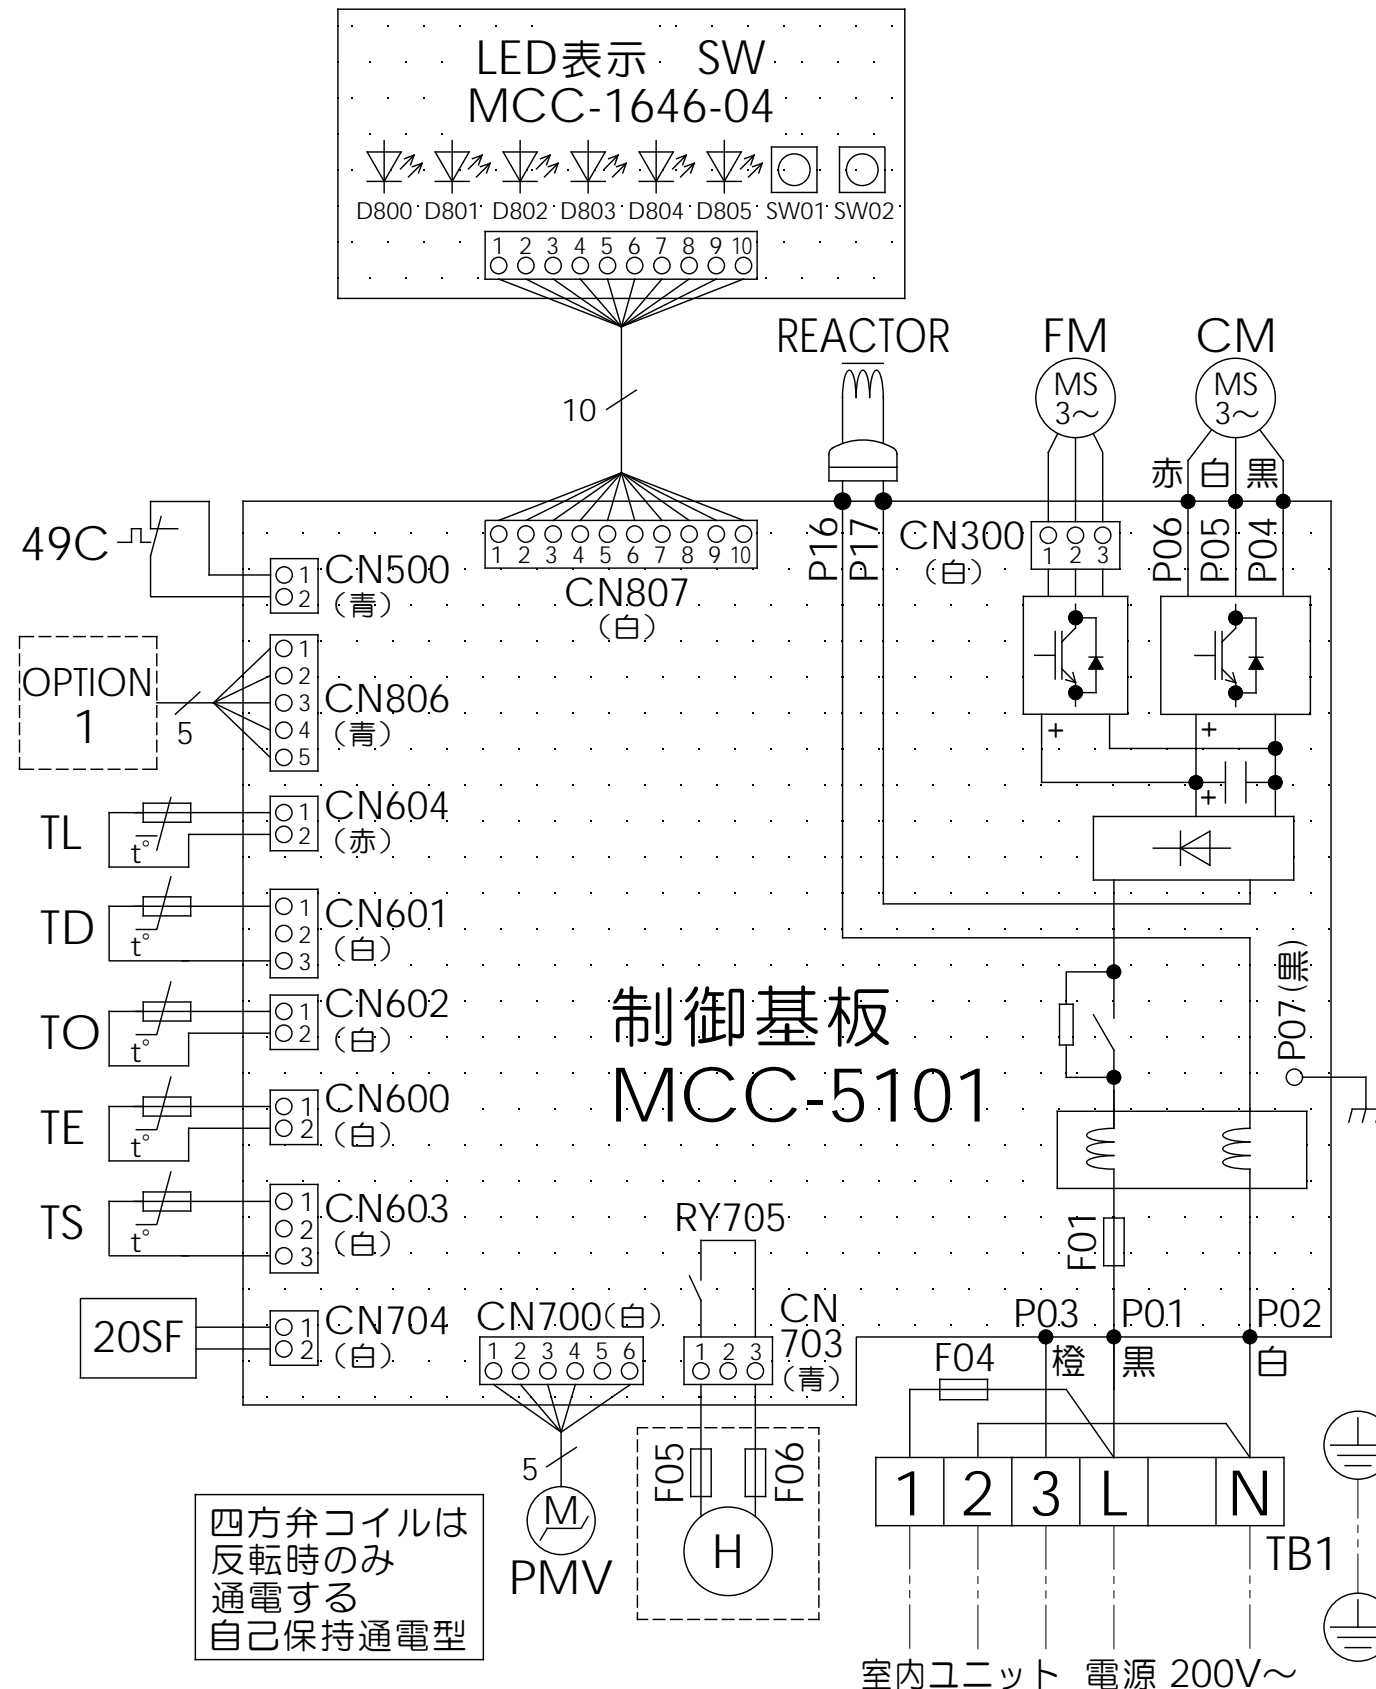 LED表示 SW
MCC-1646-04
D800 D801 D802 D803 D804 D805 SW01 SW02
1 2 3 4 5 6 7 8 9 10
REACTOR
FM
CM
MS
3～
MS
3～
10
赤 白 黒
49C
1
2
CN500
（青）
1 2 3 4 5 6 7 8 9 10
CN807
（白）
P16
P17
CN300
（白）
1 2 3
P06
P05
P04
OPTION
1
5
1
2
3
4
5
CN806
（青）
+
+
+
TL
t°
1
2
CN604
（赤）
TD
t°
1
2
3
CN601
（白）
TO
t°
1
2
CN602
（白）
制御基板
MCC-5101
P07(黒)
TE
t°
1
2
CN600
（白）
TS
t°
1
2
3
CN603
（白）
RY705
F01
20SF
1
2
CN704
（白）
CN700（白）
1 2 3 4 5 6
CN
703
（青）
1 2 3
P03 P01 P02
橙 黒 白
F04
5
M
PMV
F05
F06
H
1 2 3 L N
TB1
四方弁コイルは
反転時のみ
通電する
自己保持通電型
室内ユニット 電源 200V～